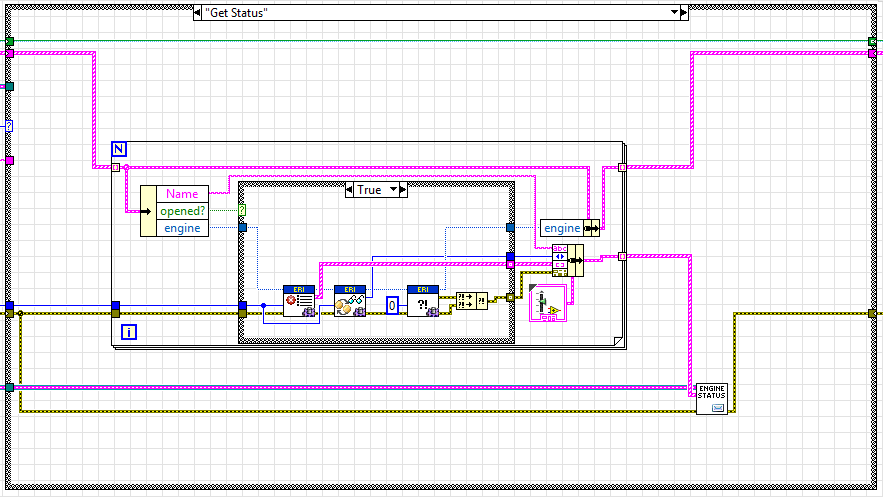 "Get Status"
N
Name
opened?
engine
True
?
?
engine
abc
ERI
ERI
ERI
?!
0
?!
?!
?!
i
ENGINE
STATUS